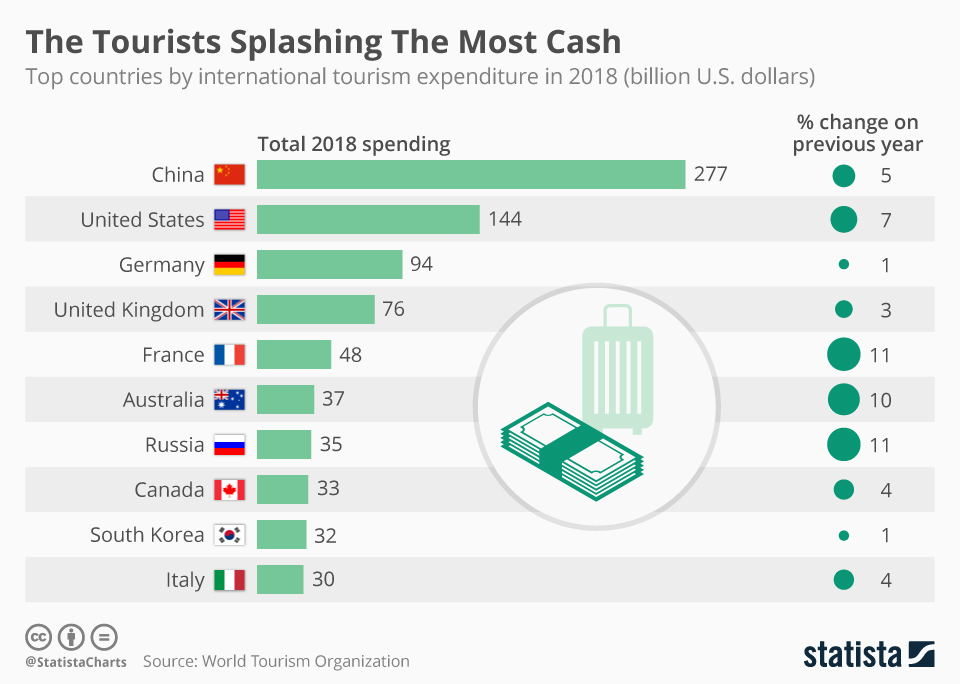 The Tourists Splashing The Most Cash
Top countries by international tourism expenditure in 2018 (billion U.S. dollars)
Total 2018 spending
% change on
previous year
China 277 5
United States 144 7
Germany 94 1
United Kingdom 76 3
France 48 11
Australia 37 10
Russia 35 11
Canada 33 4
South Korea 32 1
Italy 30 4
cc
@StatistaCharts Source: World Tourism Organization
statista